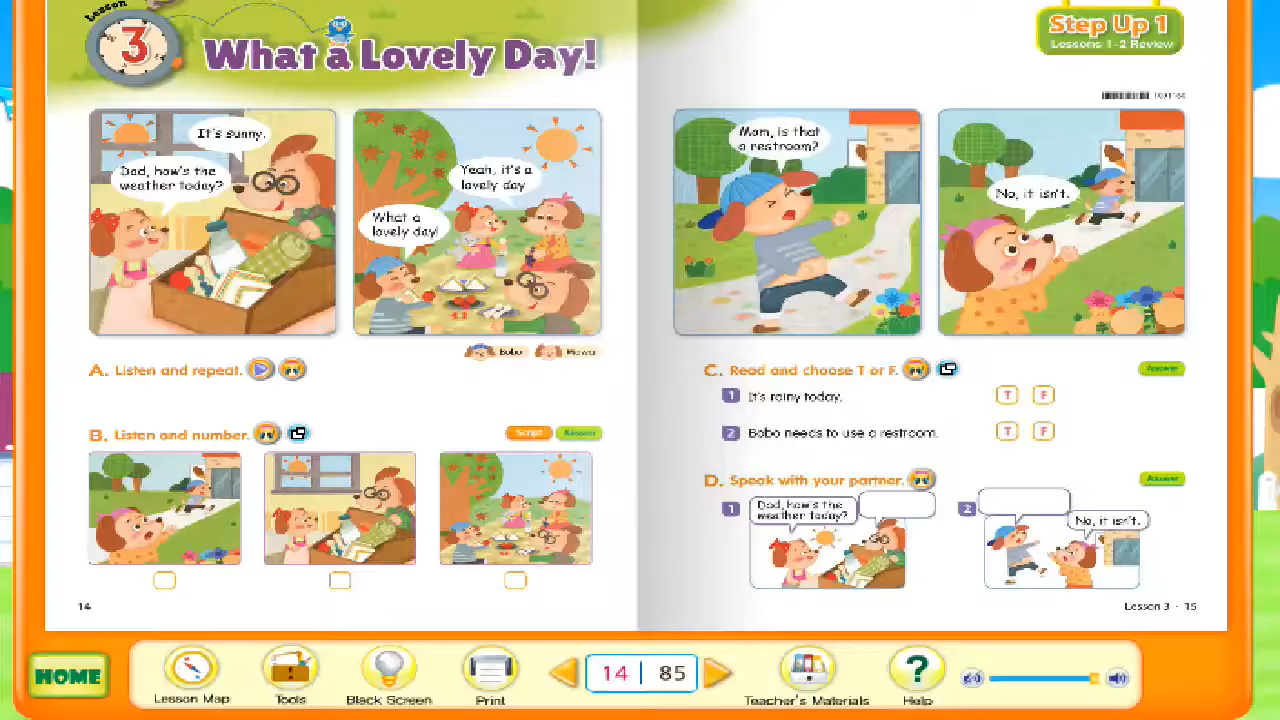 Lesson
3
What a Lovely Day!
Step Up 1
Lessons 1-2 Review
It's sunny.
Dad, how's the
weather today?
Yeah, it's a
lovely day
What a
lovely day!
Mom, is that
a restroom?
No, it isn't.
Bobo
A. Listen and repeat.
B. Listen and number.
Script
Answer
C. Read and choose T or F.
Answer
1 It's rainy today.
T F
2 Bobo needs to use a restroom.
T F
D. Speak with your partner.
Answer
1 Dad, how's the
weather today?
2 No, it isn't.
14
Lesson 3 · 15
HOME
Lesson Map
Tools
Black Screen
Print
14 | 85
Teacher's Materials
? Help